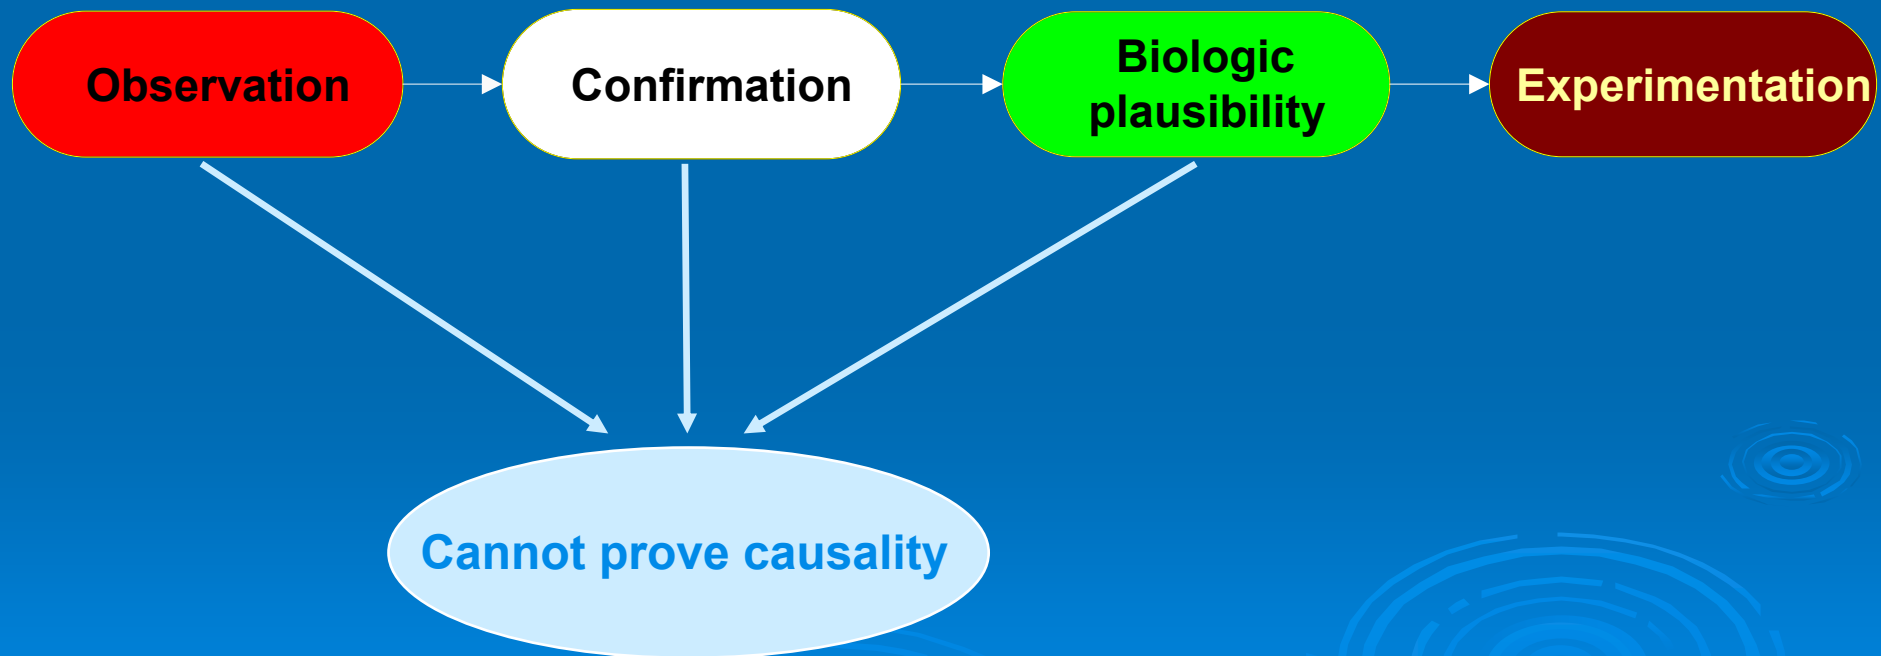 Observation
Confirmation
Biologic
plausibility
Experimentation
Cannot prove causality